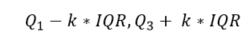 Q₁ − k * IQR, Q₃ + k * IQR